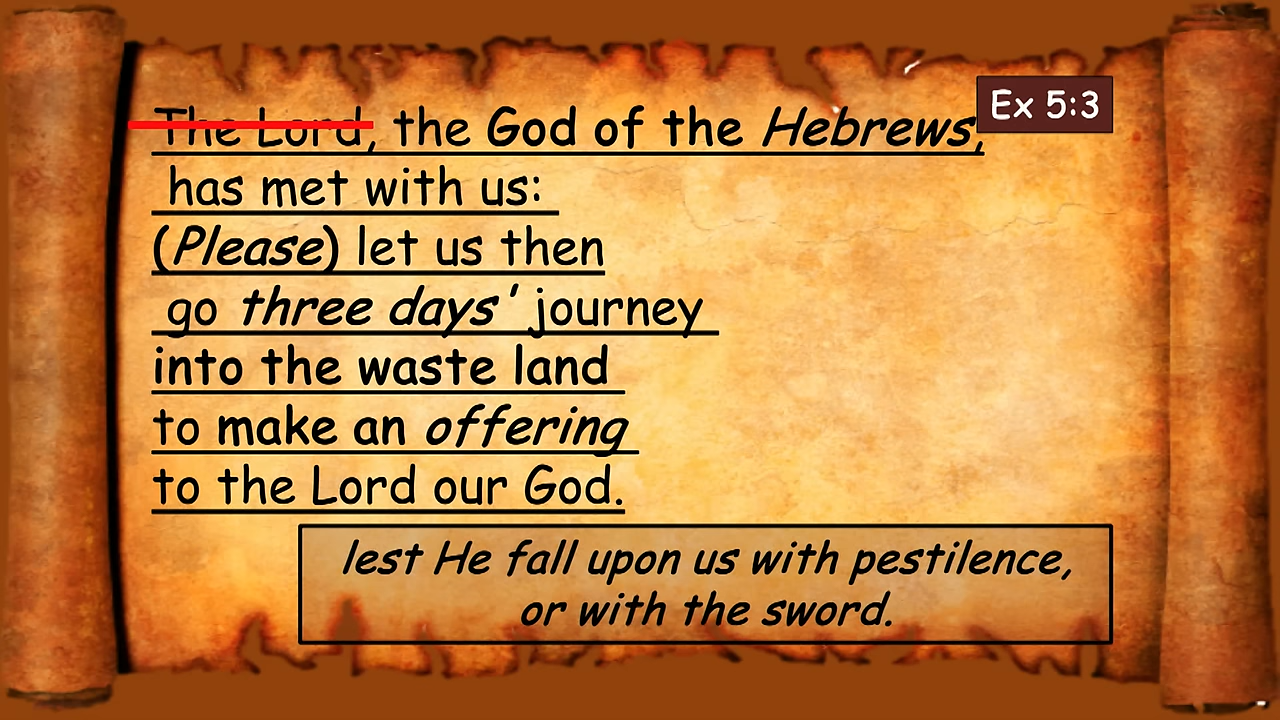 The Lord, the God of the Hebrews,
Ex 5:3
has met with us:
(Please) let us then
go three days' journey
into the waste land
to make an offering
to the Lord our God.
lest He fall upon us with pestilence,
or with the sword.